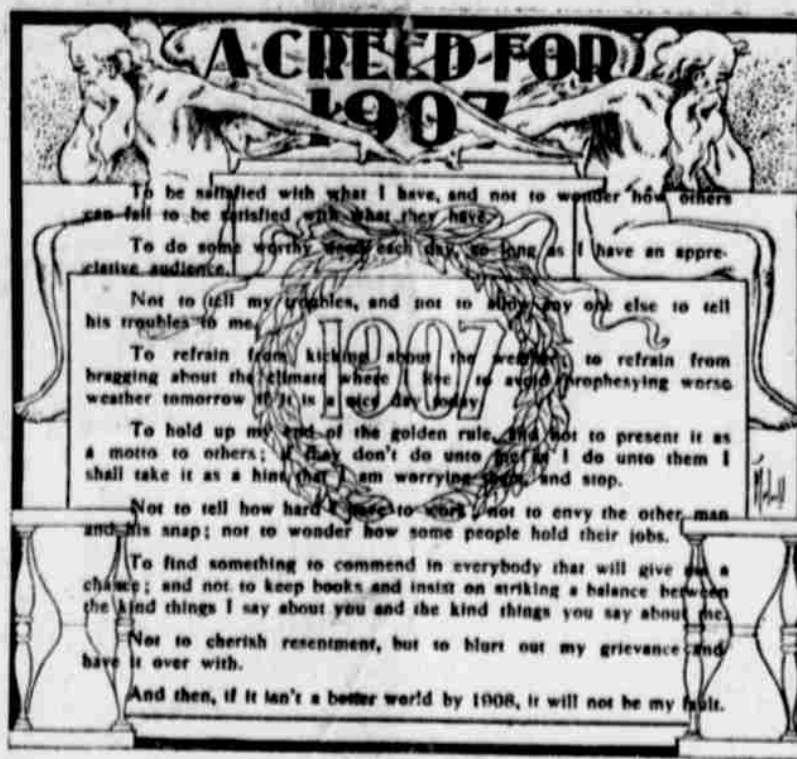 A CREED FOR
1907
To be satisfied with what I have, and not to wonder how others
can fail to be satisfied with what they have.
To do some worthy deed each day, so long as I have an appre-
ciative audience.
Not to tell my troubles, and not to allow any one else to tell
his troubles to me.
1907
To refrain from kicking about the weather; to refrain from
bragging about the climate where I live; to avoid prophesying worse
weather tomorrow if it is a nice day today.
To hold up my end of the golden rule, and not to present it as
a motto to others; if they don't do unto me as I do unto them I
shall take it as a hint that I am worrying them, and stop.
Not to tell how hard I have to work; not to envy the other man
and his snap; not to wonder how some people hold their jobs.
To find something to commend in everybody that will give me a
chance; and not to keep books and insist on striking a balance between
the kind things I say about you and the kind things you say about me.
Not to cherish resentment, but to blurt out my grievance and
have it over with.
And then, if it isn't a better world by 1908, it will not be my fault.